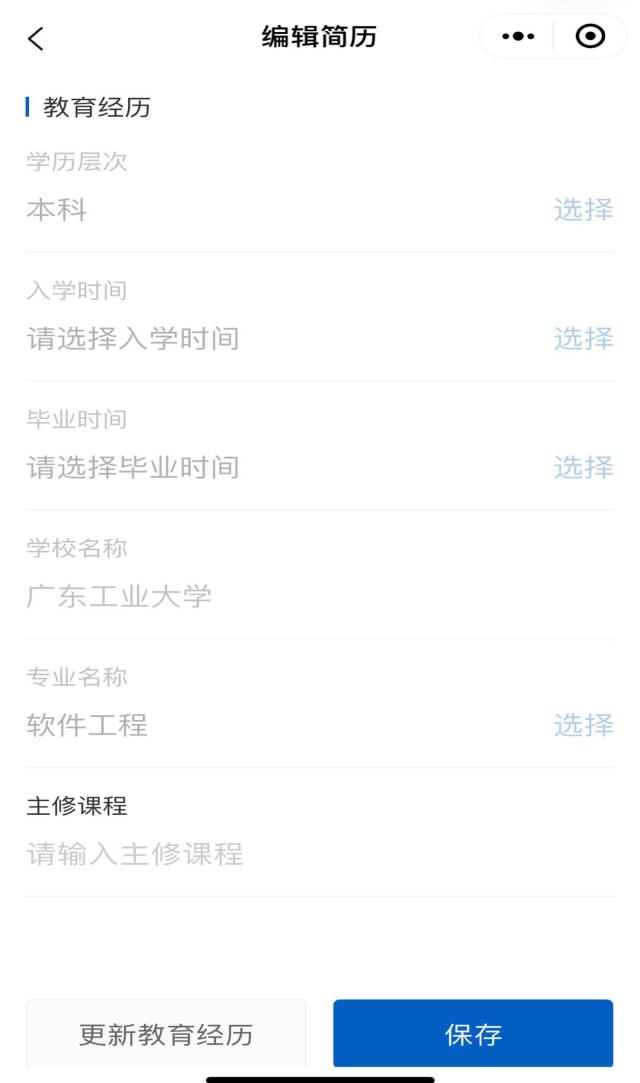 编辑简历
教育经历
学历层次
本科 选择
入学时间
请选择入学时间 选择
毕业时间
请选择毕业时间 选择
学校名称
广东工业大学
专业名称
软件工程 选择
主修课程
请输入主修课程
更新教育经历 保存